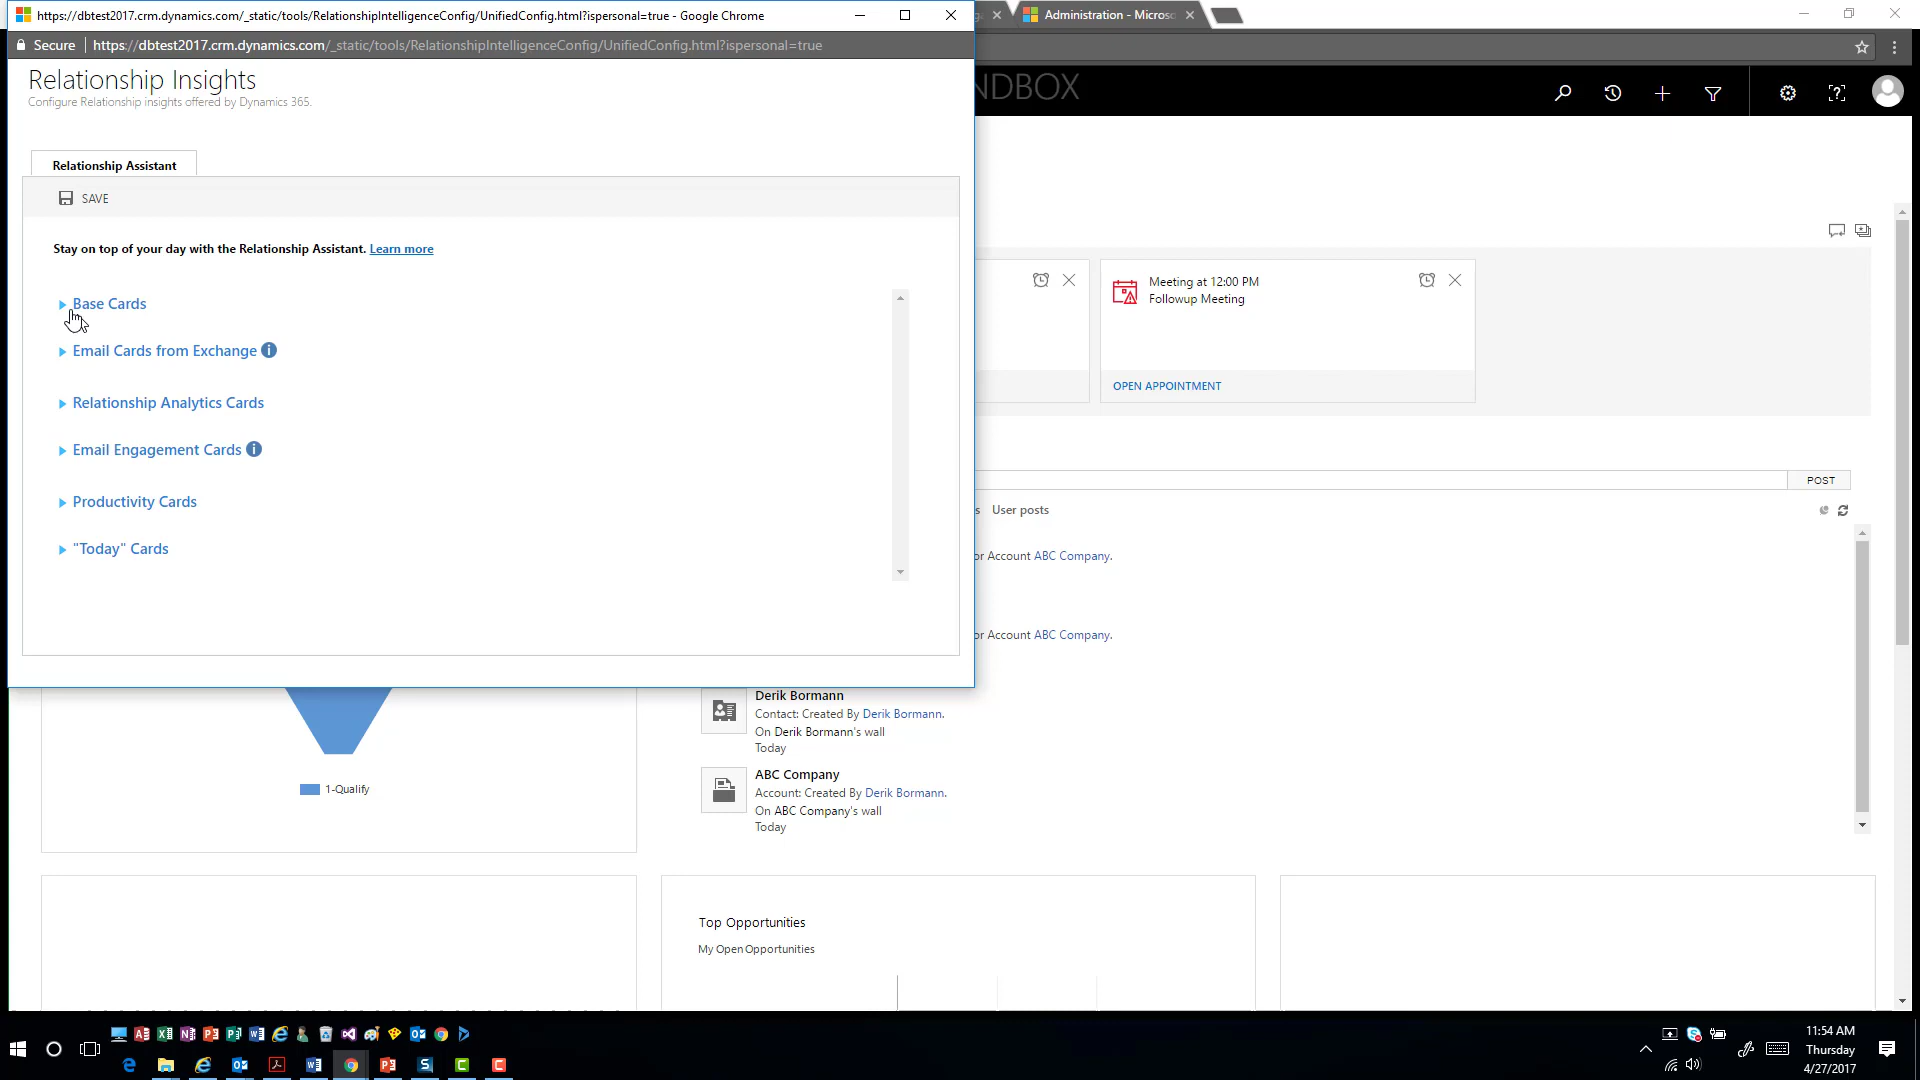 https://dbtest2017.crm.dynamics.com/_static/tools/RelationshipIntelligenceConfig/UnifiedConfig.html?ispersonal=true - Google Chrome
Administration - Microso
Secure
https://dbtest2017.crm.dynamics.com/_static/tools/RelationshipIntelligenceConfig/UnifiedConfig.html?ispersonal=true
Relationship Insights
Configure Relationship insights offered by Dynamics 365.
NDBOX
Relationship Assistant
SAVE
Stay on top of your day with the Relationship Assistant. Learn more
Base Cards
Email Cards from Exchange
Relationship Analytics Cards
Email Engagement Cards
Productivity Cards
"Today" Cards
Meeting at 12:00 PM
Followup Meeting
OPEN APPOINTMENT
POST
s User posts
or Account ABC Company.
or Account ABC Company.
Derik Bormann
Contact: Created By Derik Bormann.
On Derik Bormann's wall
Today
ABC Company
Account: Created By Derik Bormann.
On ABC Company's wall
Today
1-Qualify
Top Opportunities
My Open Opportunities
11:54 AM
Thursday
4/27/2017